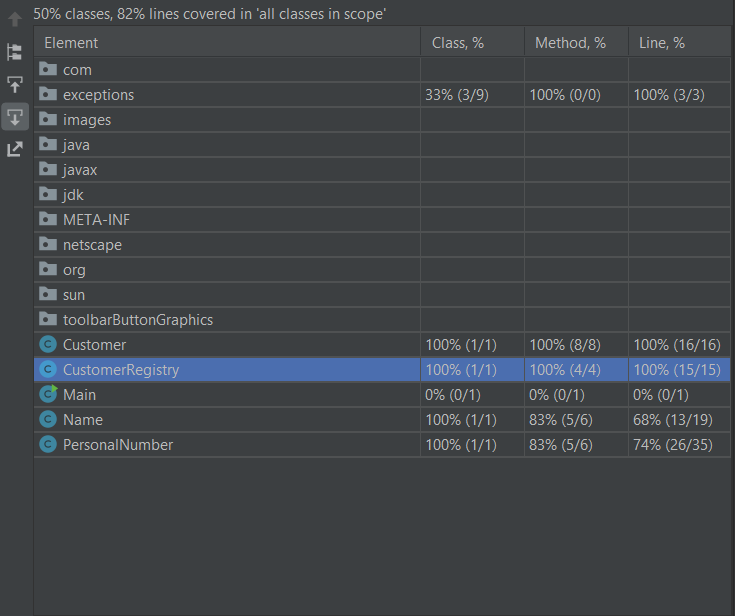 50% classes, 82% lines covered in 'all classes in scope'
Element Class, % Method, % Line, %
com
exceptions 33% (3/9) 100% (0/0) 100% (3/3)
images
java
javax
jdk
META-INF
netscape
org
sun
toolbarButtonGraphics
C Customer 100% (1/1) 100% (8/8) 100% (16/16)
C CustomerRegistry 100% (1/1) 100% (4/4) 100% (15/15)
C Main 0% (0/1) 0% (0/1) 0% (0/1)
C Name 100% (1/1) 83% (5/6) 68% (13/19)
C PersonalNumber 100% (1/1) 83% (5/6) 74% (26/35)